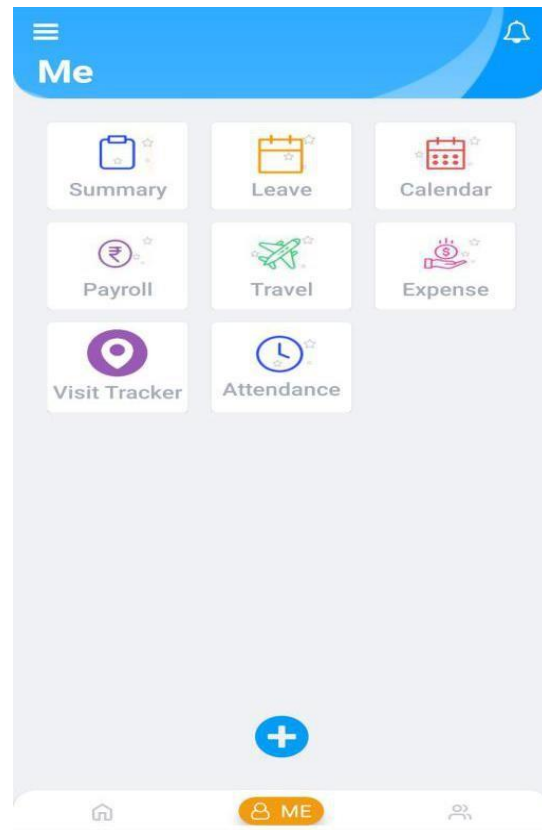 Me
Summary
Leave
Calendar
Payroll
Travel
Expense
Visit Tracker
Attendance
ME